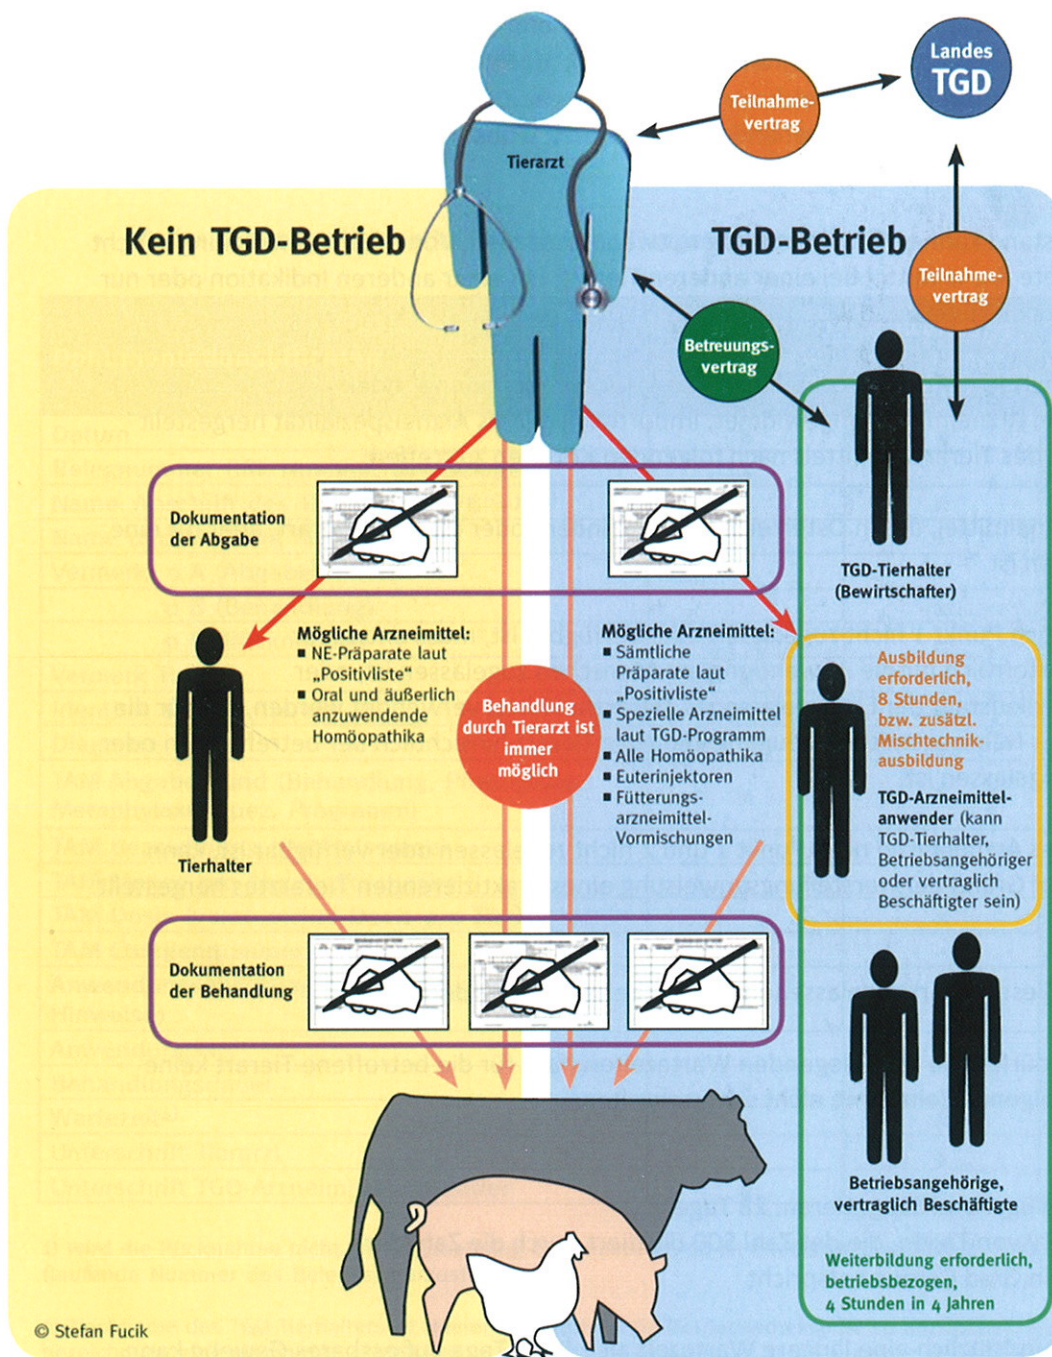 Landes
TGD
Teilnahme-
vertrag
Tierarzt
Kein TGD-Betrieb
TGD-Betrieb
Teilnahme-
vertrag
Betreuungs-
vertrag
Dokumentation
der Abgabe
TGD-Tierhalter
(Bewirtschafter)
Mögliche Arzneimittel:
■ NE-Präparate laut
„Positivliste“
■ Oral und äußerlich
anzuwendende
Homöopathika
Tierhalter
Behandlung
durch Tierarzt ist
immer
möglich
Mögliche Arzneimittel:
■ Sämtliche
Präparate laut
„Positivliste“
■ Spezielle Arzneimittel
laut TGD-Programm
■ Alle Homöopathika
■ Euterinjektoren
■ Fütterungs-
arzneimittel-
Vormischungen
Ausbildung
erforderlich,
8 Stunden,
bzw. zusätzl.
Mischtechnik-
ausbildung
TGD-Arzneimittel-
anwender (kann
TGD-Tierhalter,
Betriebsangehöriger
oder vertraglich
Beschäftigter sein)
Dokumentation
der Behandlung
Betriebsangehörige,
vertraglich Beschäftigte
Weiterbildung erforderlich,
betriebsbezogen,
4 Stunden in 4 Jahren
© Stefan Fucik